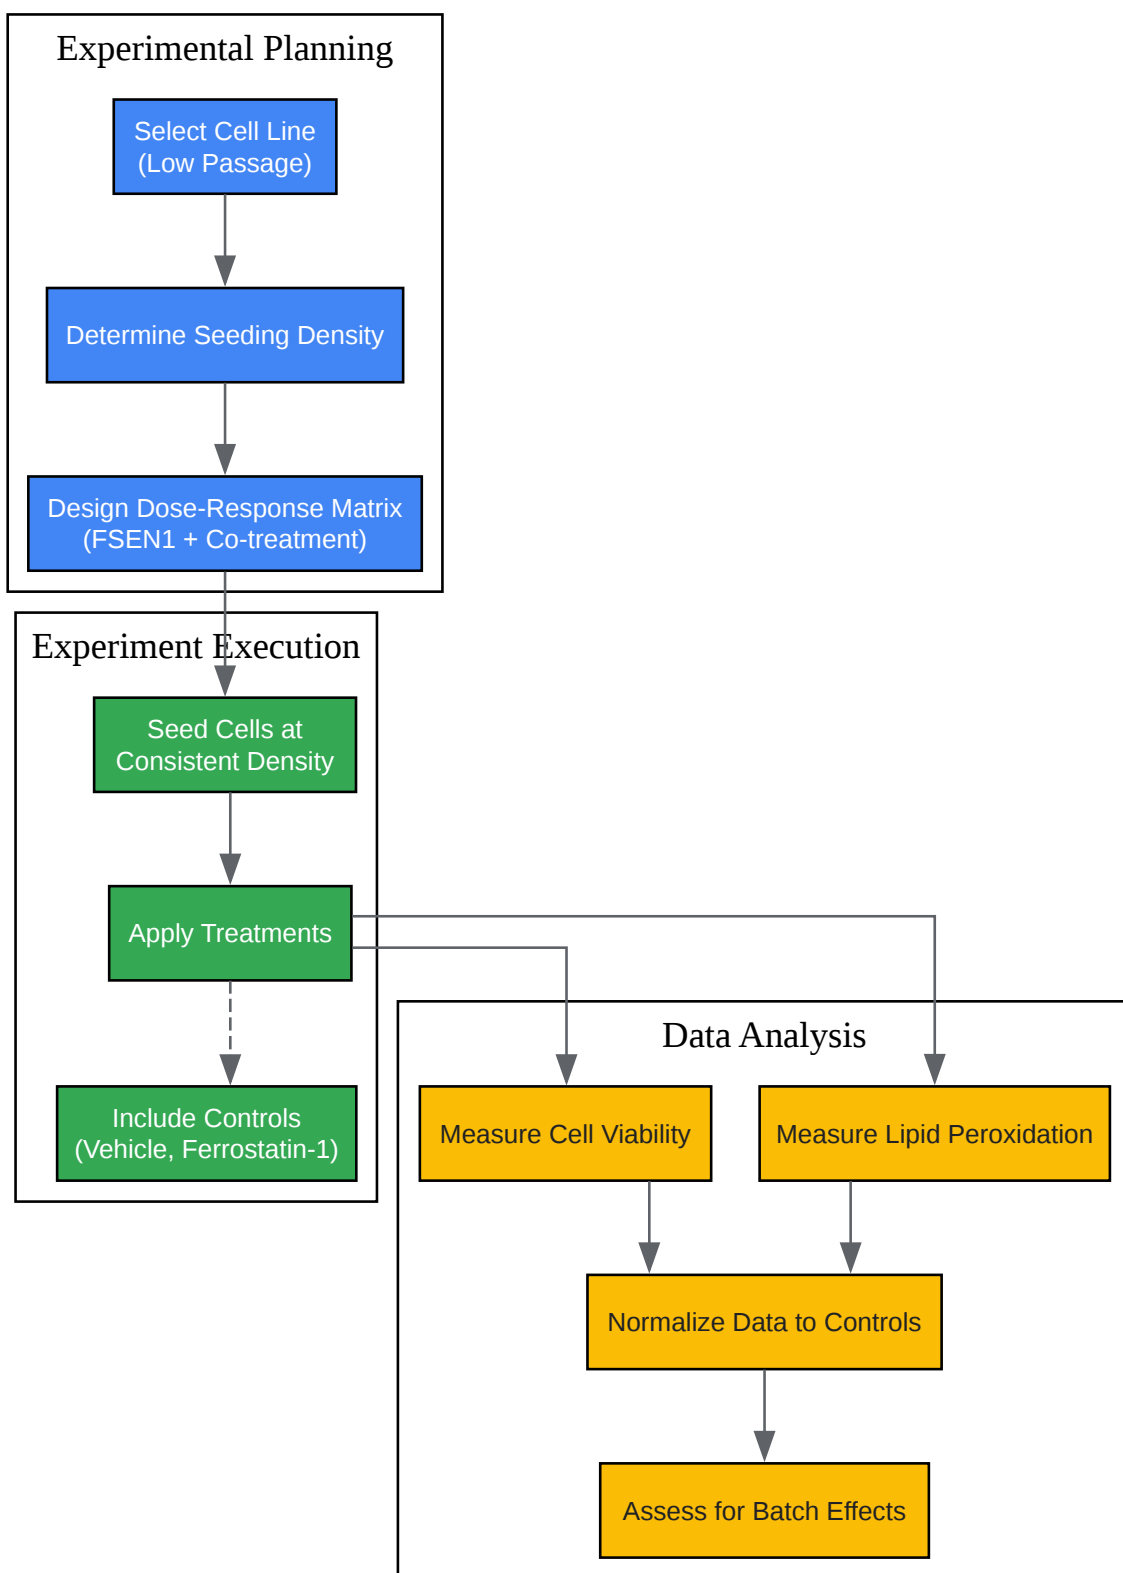 Experimental Planning
Select Cell Line
(Low Passage)
Determine Seeding Density
Design Dose-Response Matrix
(FSEN1 + Co-treatment)
Experiment Execution
Seed Cells at
Consistent Density
Apply Treatments
Include Controls
(Vehicle, Ferrostatin-1)
Data Analysis
Measure Cell Viability
Measure Lipid Peroxidation
Normalize Data to Controls
Assess for Batch Effects